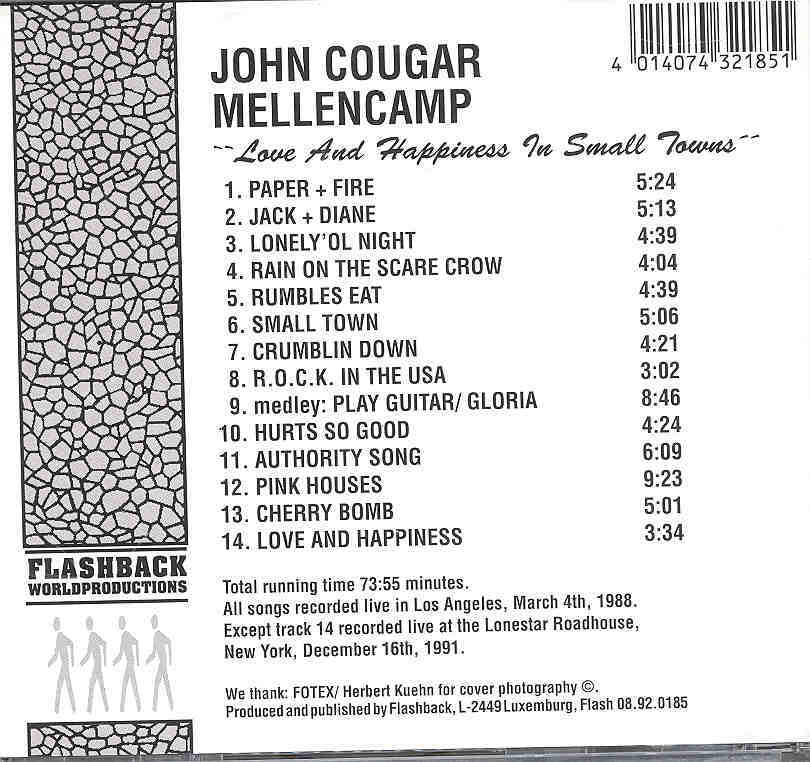 4 014074 321851
JOHN COUGAR
MELLENCAMP
~~Love And Happiness In Small Towns~~
1. PAPER + FIRE 5:24
2. JACK + DIANE 5:13
3. LONELY'OL NIGHT 4:39
4. RAIN ON THE SCARE CROW 4:04
5. RUMBLES EAT 4:39
6. SMALL TOWN 5:06
7. CRUMBLIN DOWN 4:21
8. R.O.C.K. IN THE USA 3:02
9. medley: PLAY GUITAR/ GLORIA 8:46
10. HURTS SO GOOD 4:24
11. AUTHORITY SONG 6:09
12. PINK HOUSES 9:23
13. CHERRY BOMB 5:01
14. LOVE AND HAPPINESS 3:34
FLASHBACK
WORLDPRODUCTIONS
Total running time 73:55 minutes.
All songs recorded live in Los Angeles, March 4th, 1988.
Except track 14 recorded live at the Lonestar Roadhouse,
New York, December 16th, 1991.
We thank: FOTEX/ Herbert Kuehn for cover photography ©.
Produced and published by Flashback, L-2449 Luxemburg, Flash 08.92.0185